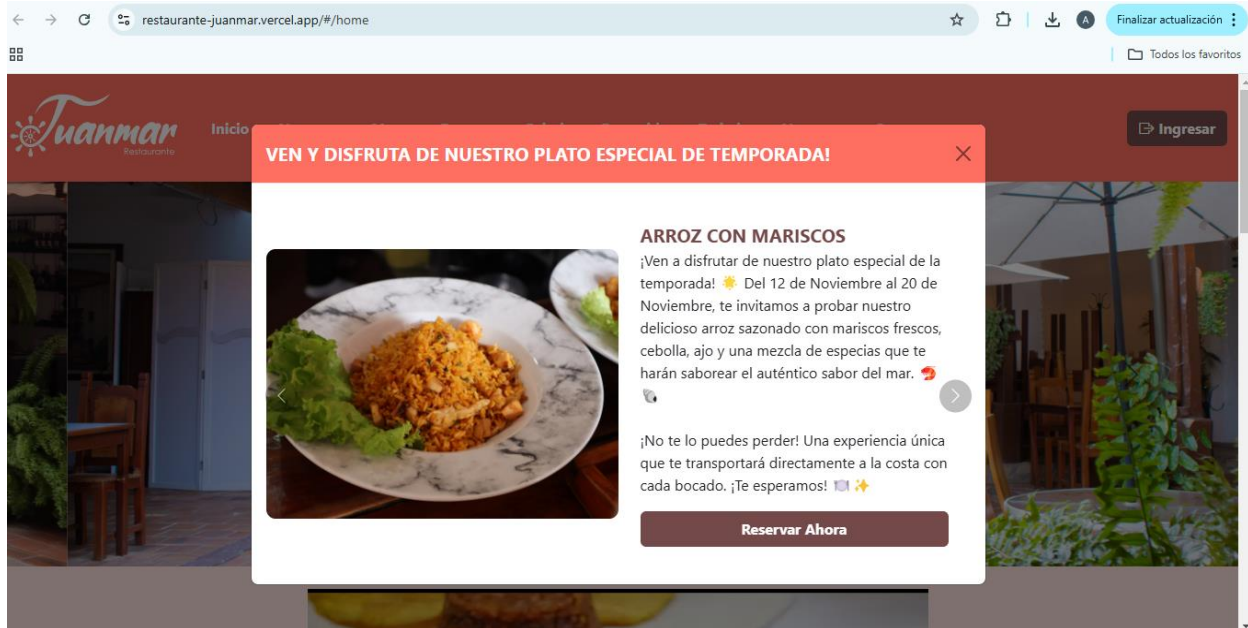 restaurante-juanmar.vercel.app/#/home
A
Finalizar actualización
Todos los favoritos
Juanmar
Restaurante
Inicio
Ingresar
VEN Y DISFRUTA DE NUESTRO PLATO ESPECIAL DE TEMPORADA!
ARROZ CON MARISCOS
¡Ven a disfrutar de nuestro plato especial de la
temporada! 🌟 Del 12 de Noviembre al 20 de
Noviembre, te invitamos a probar nuestro
delicioso arroz sazonado con mariscos frescos,
cebolla, ajo y una mezcla de especias que te
harán saborear el auténtico sabor del mar. 🦐
🐚
¡No te lo puedes perder! Una experiencia única
que te transportará directamente a la costa con
cada bocado. ¡Te esperamos! 🍽️ ✨
Reservar Ahora